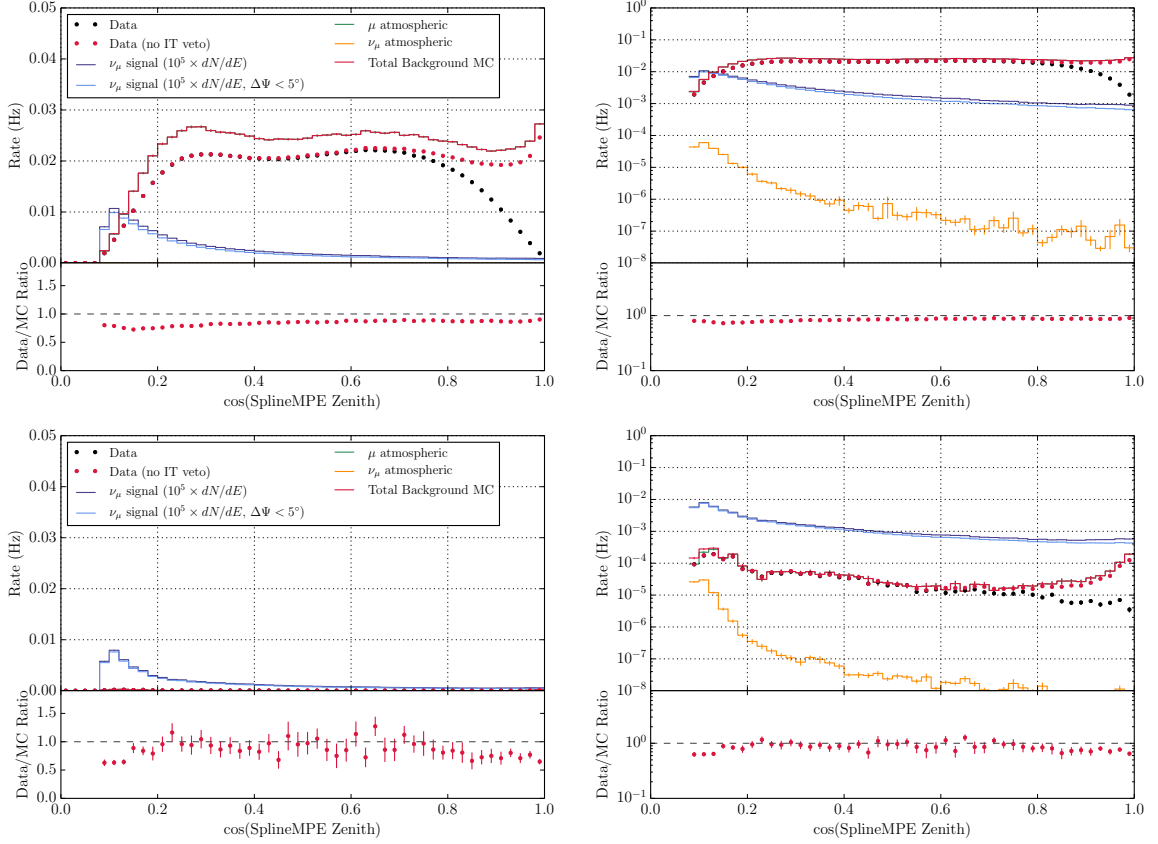 0.05
0.04
0.03
0.02
0.01
0.00
Rate (Hz)
Data
Data (no IT veto)
νμ signal (10⁵ × dN/dE)
νμ signal (10⁵ × dN/dE, ΔΨ < 5°)
μ atmospheric
νμ atmospheric
Total Background MC
1.5
1.0
0.5
0.0
Data/MC Ratio
0.0 0.2 0.4 0.6 0.8 1.0
cos(SplineMPE Zenith)
10⁰
10⁻¹
10⁻²
10⁻³
10⁻⁴
10⁻⁵
10⁻⁶
10⁻⁷
10⁻⁸
Rate (Hz)
10⁰
10⁻¹
Data/MC Ratio
0.0 0.2 0.4 0.6 0.8 1.0
cos(SplineMPE Zenith)
0.05
0.04
0.03
0.02
0.01
0.00
Rate (Hz)
Data
Data (no IT veto)
νμ signal (10⁵ × dN/dE)
νμ signal (10⁵ × dN/dE, ΔΨ < 5°)
μ atmospheric
νμ atmospheric
Total Background MC
1.5
1.0
0.5
0.0
Data/MC Ratio
0.0 0.2 0.4 0.6 0.8 1.0
cos(SplineMPE Zenith)
10⁰
10⁻¹
10⁻²
10⁻³
10⁻⁴
10⁻⁵
10⁻⁶
10⁻⁷
10⁻⁸
Rate (Hz)
10⁰
10⁻¹
Data/MC Ratio
0.0 0.2 0.4 0.6 0.8 1.0
cos(SplineMPE Zenith)